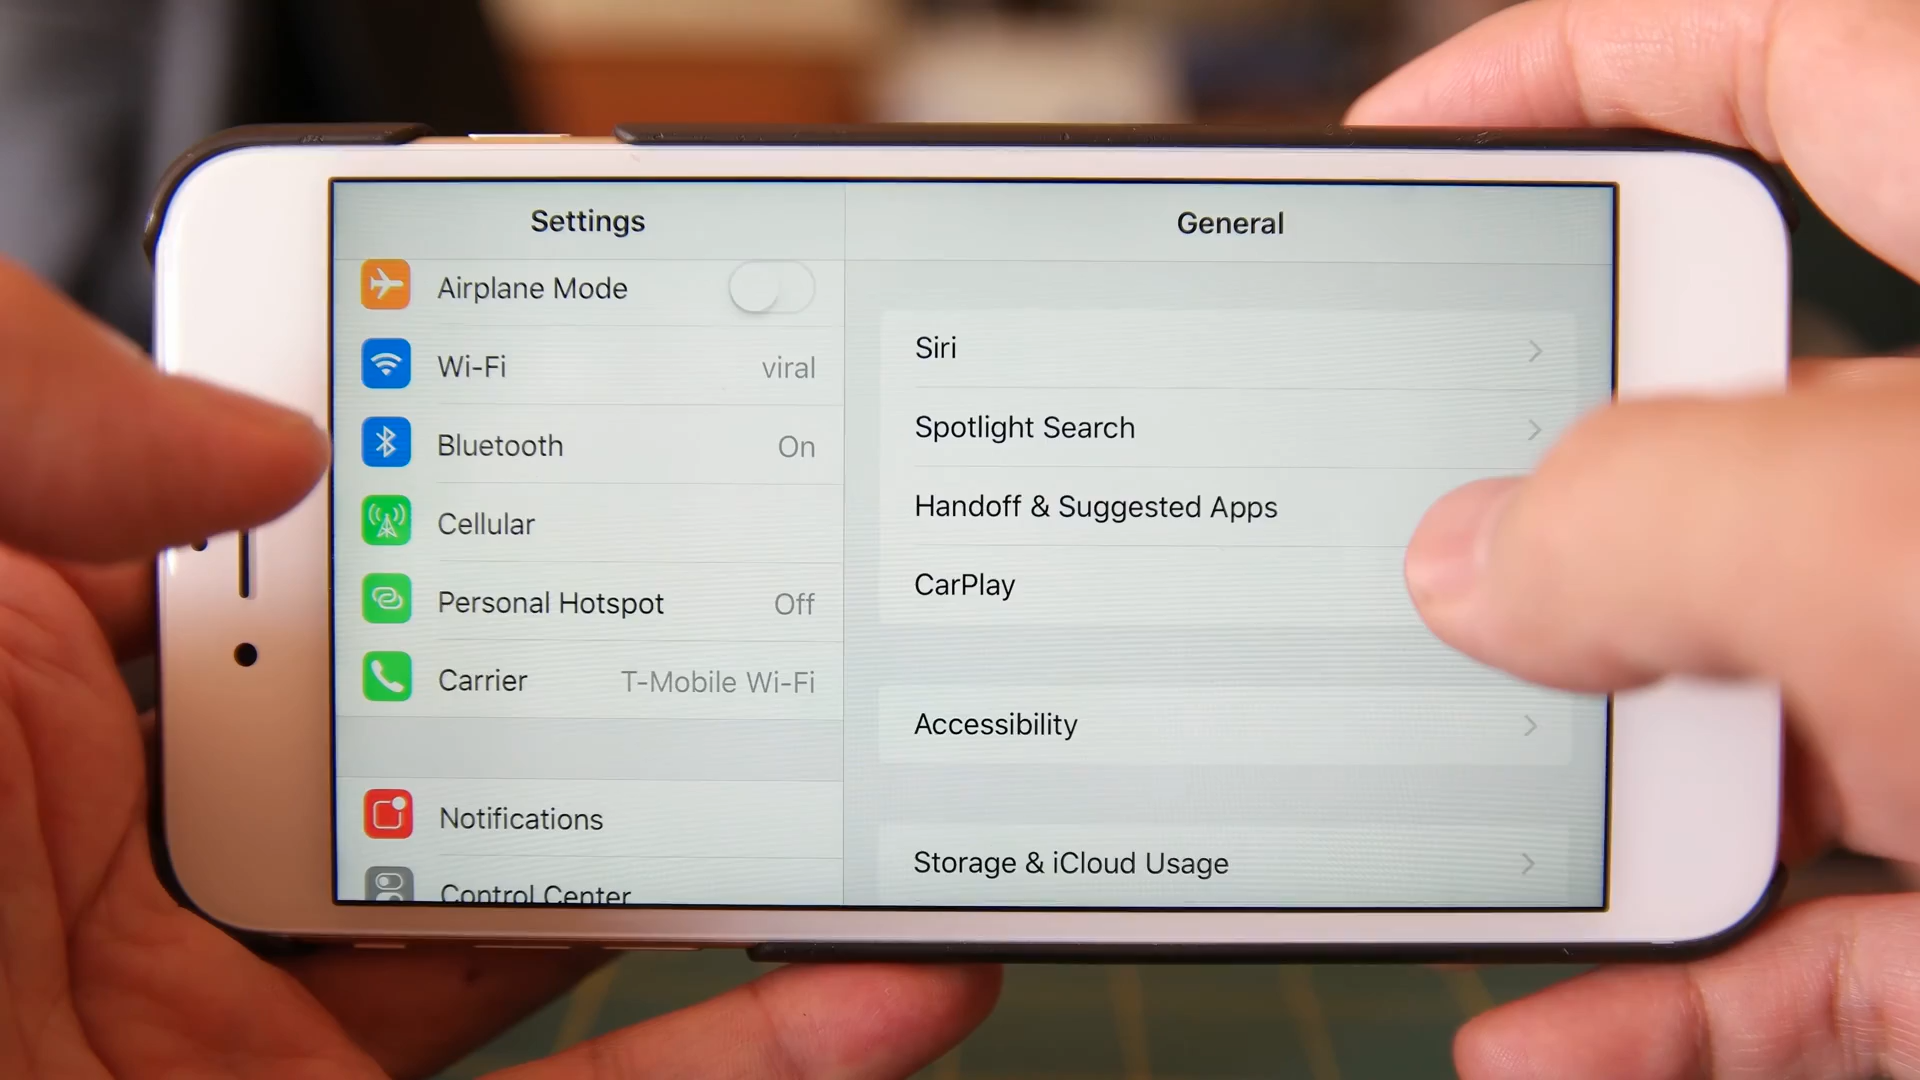 Settings
Airplane Mode
Wi-Fi viral
Bluetooth On
Cellular
Personal Hotspot Off
Carrier T-Mobile Wi-Fi
Notifications
Control Center
General
Siri
Spotlight Search
Handoff & Suggested Apps
CarPlay
Accessibility
Storage & iCloud Usage